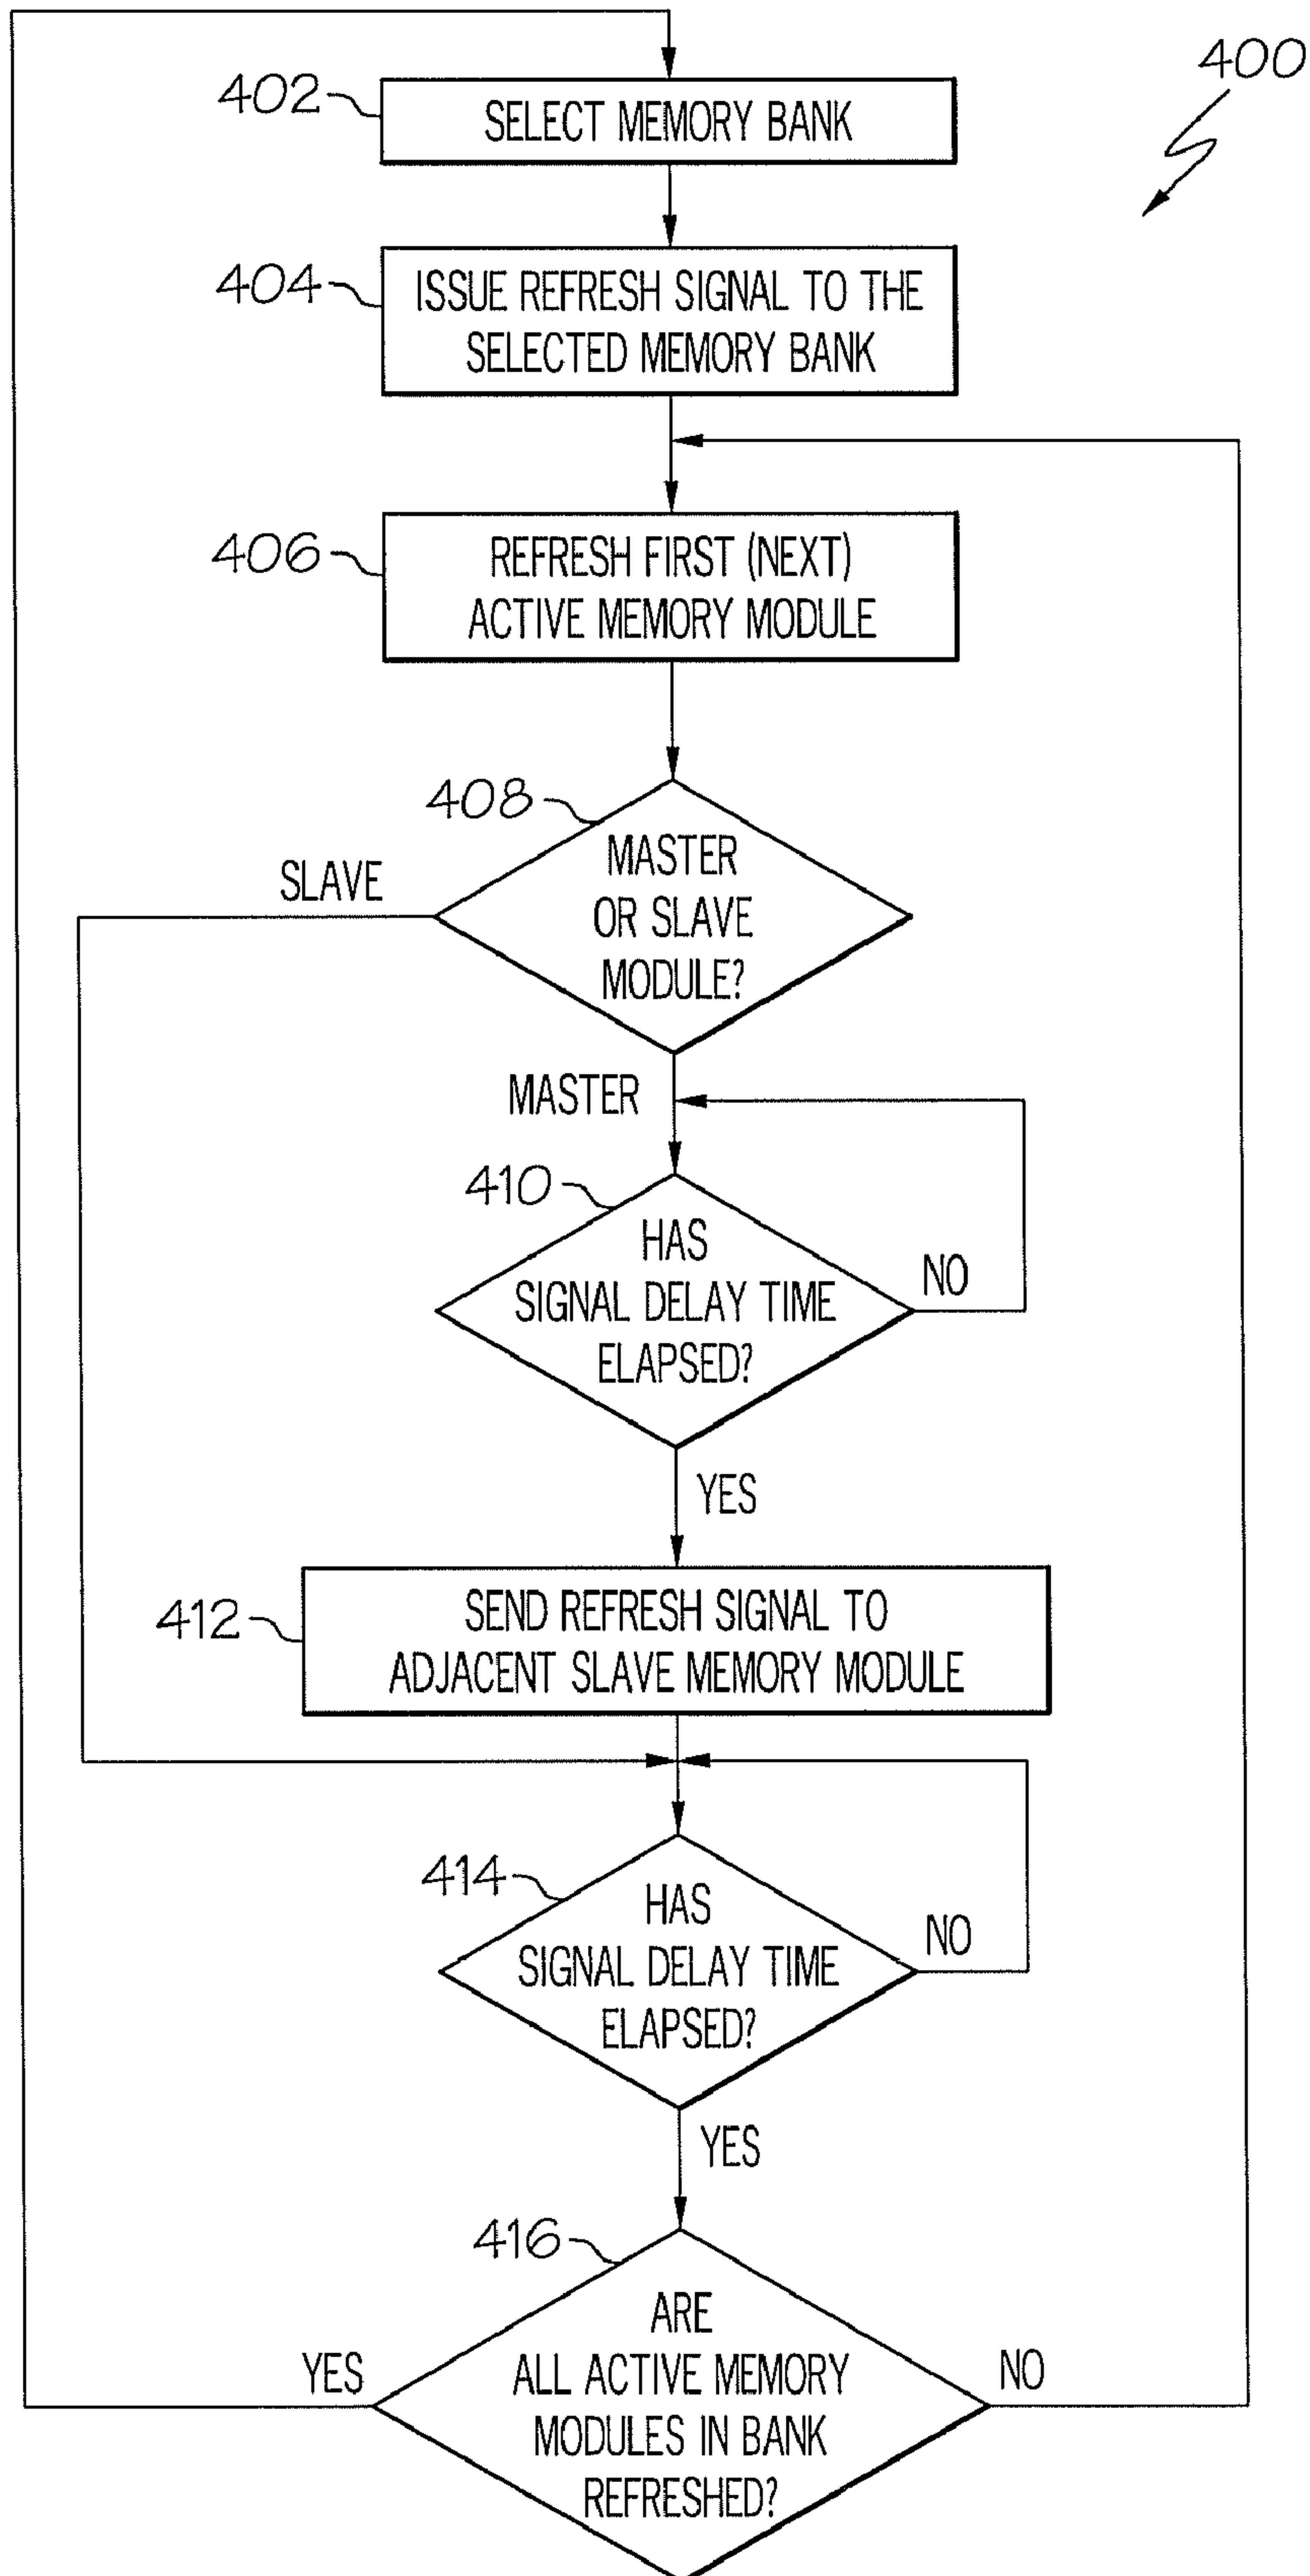 400
402
SELECT MEMORY BANK
404
ISSUE REFRESH SIGNAL TO THE
SELECTED MEMORY BANK
406
REFRESH FIRST (NEXT)
ACTIVE MEMORY MODULE
408
MASTER
OR SLAVE
MODULE?
SLAVE
MASTER
410
HAS
SIGNAL DELAY TIME
ELAPSED?
NO
YES
412
SEND REFRESH SIGNAL TO
ADJACENT SLAVE MEMORY MODULE
414
HAS
SIGNAL DELAY TIME
ELAPSED?
NO
YES
416
ARE
ALL ACTIVE MEMORY
MODULES IN BANK
REFRESHED?
YES
NO